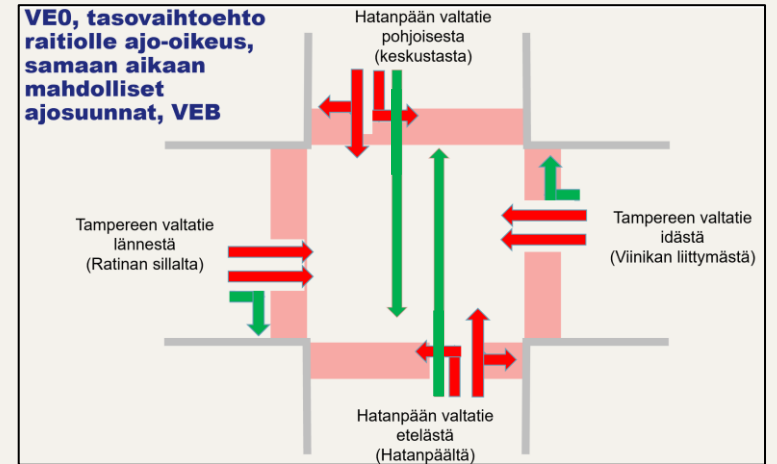 VE0, tasovaihtoehto
raitiolle ajo-oikeus,
samaan aikaan
mahdolliset
ajosuunnat, VEB
Hatanpään valtatie
pohjoisesta
(keskustasta)
Tampereen valtatie
lännestä
(Ratinan sillalta)
Tampereen valtatie
idästä
(Viinikan liittymästä)
Hatanpään valtatie
etelästä
(Hatanpäältä)